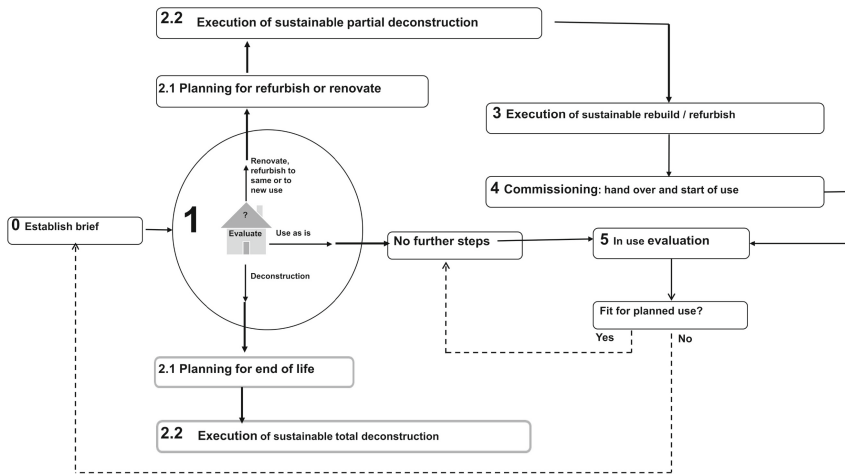 2.2 Execution of sustainable partial deconstruction
2.1 Planning for refurbish or renovate
3 Execution of sustainable rebuild / refurbish
Renovate,
refurbish to
same or to
new use
4 Commissioning: hand over and start of use
1
?
0 Establish brief
Evaluate
Use as is
No further steps
5 In use evaluation
Deconstruction
Fit for planned use?
Yes
No
2.1 Planning for end of life
2.2 Execution of sustainable total deconstruction